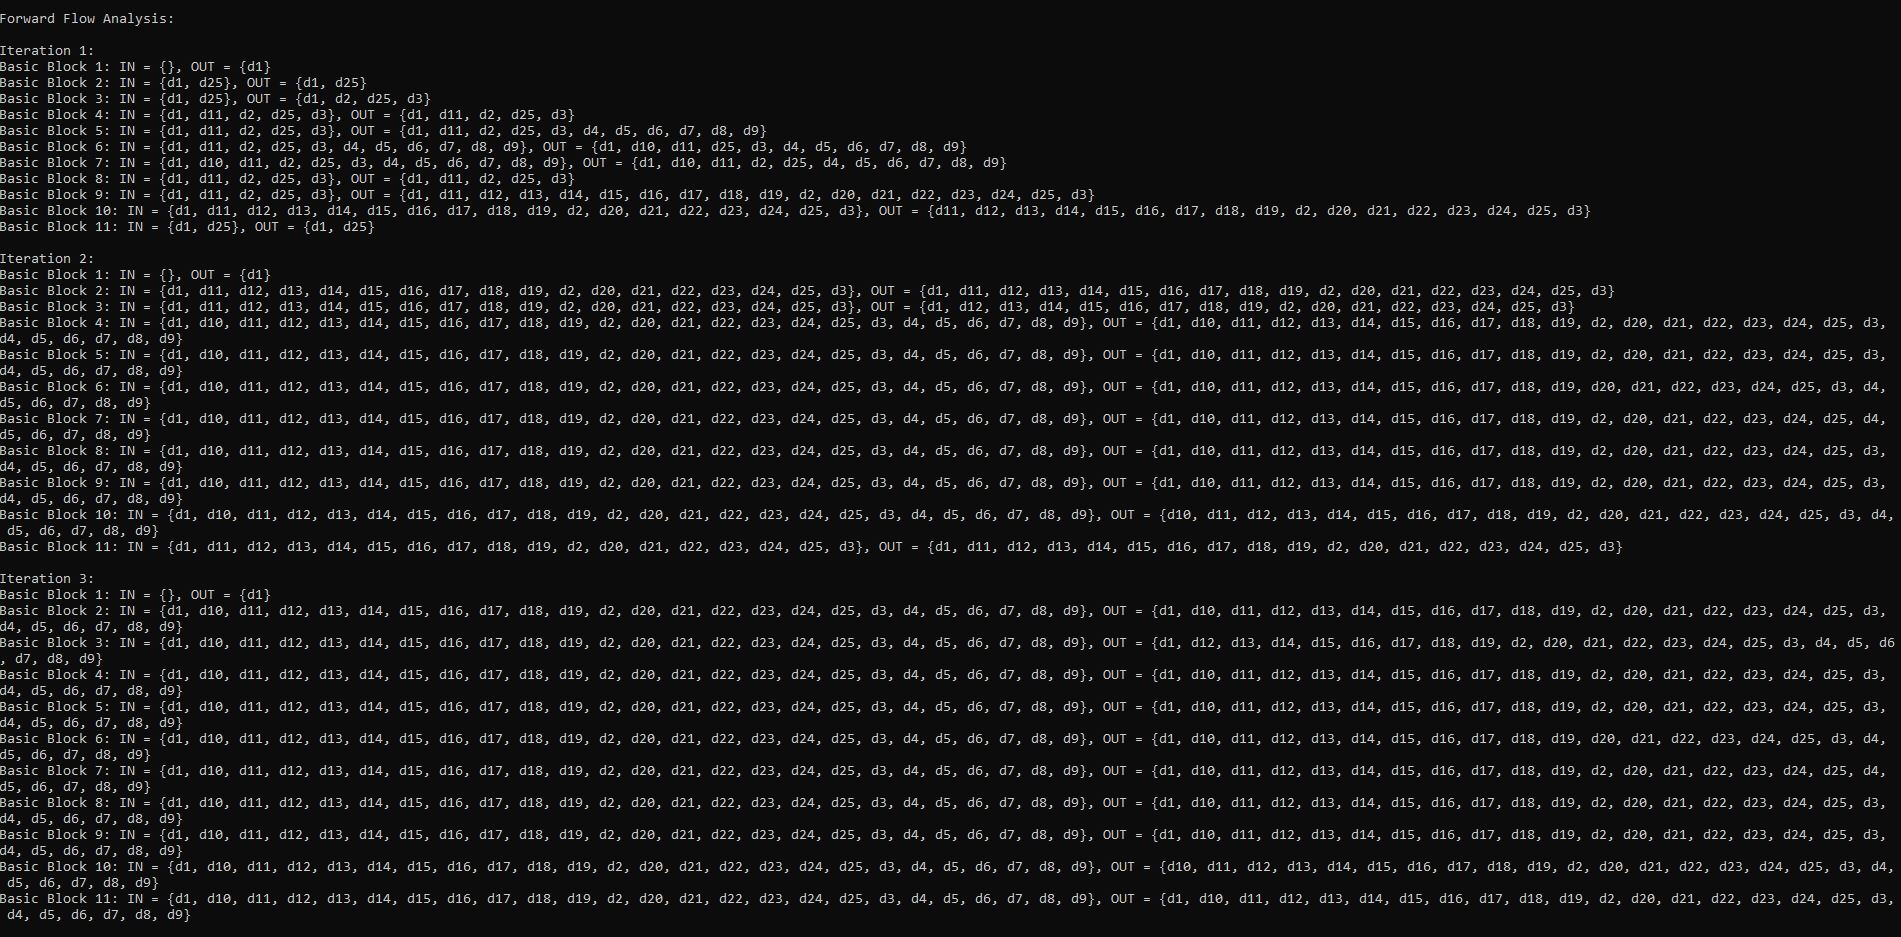 Forward Flow Analysis:
Iteration 1:
Basic Block 1: IN = {}, OUT = {d1}
Basic Block 2: IN = {d1, d25}, OUT = {d1, d25}
Basic Block 3: IN = {d1, d25}, OUT = {d1, d2, d25, d3}
Basic Block 4: IN = {d1, d11, d2, d25, d3}, OUT = {d1, d11, d2, d25, d3}
Basic Block 5: IN = {d1, d11, d2, d25, d3}, OUT = {d1, d11, d2, d25, d3, d4, d5, d6, d7, d8, d9}
Basic Block 6: IN = {d1, d11, d2, d25, d3, d4, d5, d6, d7, d8, d9}, OUT = {d1, d10, d11, d25, d3, d4, d5, d6, d7, d8, d9}
Basic Block 7: IN = {d1, d10, d11, d2, d25, d3, d4, d5, d6, d7, d8, d9}, OUT = {d1, d10, d11, d2, d25, d4, d5, d6, d7, d8, d9}
Basic Block 8: IN = {d1, d11, d2, d25, d3}, OUT = {d1, d11, d2, d25, d3}
Basic Block 9: IN = {d1, d11, d2, d25, d3}, OUT = {d1, d11, d12, d13, d14, d15, d16, d17, d18, d19, d2, d20, d21, d22, d23, d24, d25, d3}
Basic Block 10: IN = {d1, d11, d12, d13, d14, d15, d16, d17, d18, d19, d2, d20, d21, d22, d23, d24, d25, d3}, OUT = {d11, d12, d13, d14, d15, d16, d17, d18, d19, d2, d20, d21, d22, d23, d24, d25, d3}
Basic Block 11: IN = {d1, d25}, OUT = {d1, d25}
Iteration 2:
Basic Block 1: IN = {}, OUT = {d1}
Basic Block 2: IN = {d1, d11, d12, d13, d14, d15, d16, d17, d18, d19, d2, d20, d21, d22, d23, d24, d25, d3}, OUT = {d1, d11, d12, d13, d14, d15, d16, d17, d18, d19, d2, d20, d21, d22, d23, d24, d25, d3}
Basic Block 3: IN = {d1, d11, d12, d13, d14, d15, d16, d17, d18, d19, d2, d20, d21, d22, d23, d24, d25, d3}, OUT = {d1, d12, d13, d14, d15, d16, d17, d18, d19, d2, d20, d21, d22, d23, d24, d25, d3}
Basic Block 4: IN = {d1, d10, d11, d12, d13, d14, d15, d16, d17, d18, d19, d2, d20, d21, d22, d23, d24, d25, d3, d4, d5, d6, d7, d8, d9}, OUT = {d1, d10, d11, d12, d13, d14, d15, d16, d17, d18, d19, d2, d20, d21, d22, d23, d24, d25, d3,
d4, d5, d6, d7, d8, d9}
Basic Block 5: IN = {d1, d10, d11, d12, d13, d14, d15, d16, d17, d18, d19, d2, d20, d21, d22, d23, d24, d25, d3, d4, d5, d6, d7, d8, d9}, OUT = {d1, d10, d11, d12, d13, d14, d15, d16, d17, d18, d19, d2, d20, d21, d22, d23, d24, d25, d3,
d4, d5, d6, d7, d8, d9}
Basic Block 6: IN = {d1, d10, d11, d12, d13, d14, d15, d16, d17, d18, d19, d2, d20, d21, d22, d23, d24, d25, d3, d4, d5, d6, d7, d8, d9}, OUT = {d1, d10, d11, d12, d13, d14, d15, d16, d17, d18, d19, d20, d21, d22, d23, d24, d25, d3, d4,
d5, d6, d7, d8, d9}
Basic Block 7: IN = {d1, d10, d11, d12, d13, d14, d15, d16, d17, d18, d19, d2, d20, d21, d22, d23, d24, d25, d3, d4, d5, d6, d7, d8, d9}, OUT = {d1, d10, d11, d12, d13, d14, d15, d16, d17, d18, d19, d2, d20, d21, d22, d23, d24, d25, d4,
d5, d6, d7, d8, d9}
Basic Block 8: IN = {d1, d10, d11, d12, d13, d14, d15, d16, d17, d18, d19, d2, d20, d21, d22, d23, d24, d25, d3, d4, d5, d6, d7, d8, d9}, OUT = {d1, d10, d11, d12, d13, d14, d15, d16, d17, d18, d19, d2, d20, d21, d22, d23, d24, d25, d3,
d4, d5, d6, d7, d8, d9}
Basic Block 9: IN = {d1, d10, d11, d12, d13, d14, d15, d16, d17, d18, d19, d2, d20, d21, d22, d23, d24, d25, d3, d4, d5, d6, d7, d8, d9}, OUT = {d1, d10, d11, d12, d13, d14, d15, d16, d17, d18, d19, d2, d20, d21, d22, d23, d24, d25, d3,
d4, d5, d6, d7, d8, d9}
Basic Block 10: IN = {d1, d10, d11, d12, d13, d14, d15, d16, d17, d18, d19, d2, d20, d21, d22, d23, d24, d25, d3, d4, d5, d6, d7, d8, d9}, OUT = {d10, d11, d12, d13, d14, d15, d16, d17, d18, d19, d2, d20, d21, d22, d23, d24, d25, d3, d4,
d5, d6, d7, d8, d9}
Basic Block 11: IN = {d1, d11, d12, d13, d14, d15, d16, d17, d18, d19, d2, d20, d21, d22, d23, d24, d25, d3}, OUT = {d1, d11, d12, d13, d14, d15, d16, d17, d18, d19, d2, d20, d21, d22, d23, d24, d25, d3}
Iteration 3:
Basic Block 1: IN = {}, OUT = {d1}
Basic Block 2: IN = {d1, d10, d11, d12, d13, d14, d15, d16, d17, d18, d19, d2, d20, d21, d22, d23, d24, d25, d3, d4, d5, d6, d7, d8, d9}, OUT = {d1, d10, d11, d12, d13, d14, d15, d16, d17, d18, d19, d2, d20, d21, d22, d23, d24, d25, d3,
d4, d5, d6, d7, d8, d9}
Basic Block 3: IN = {d1, d10, d11, d12, d13, d14, d15, d16, d17, d18, d19, d2, d20, d21, d22, d23, d24, d25, d3, d4, d5, d6, d7, d8, d9}, OUT = {d1, d12, d13, d14, d15, d16, d17, d18, d19, d2, d20, d21, d22, d23, d24, d25, d3, d4, d5, d6
, d7, d8, d9}
Basic Block 4: IN = {d1, d10, d11, d12, d13, d14, d15, d16, d17, d18, d19, d2, d20, d21, d22, d23, d24, d25, d3, d4, d5, d6, d7, d8, d9}, OUT = {d1, d10, d11, d12, d13, d14, d15, d16, d17, d18, d19, d2, d20, d21, d22, d23, d24, d25, d3,
d4, d5, d6, d7, d8, d9}
Basic Block 5: IN = {d1, d10, d11, d12, d13, d14, d15, d16, d17, d18, d19, d2, d20, d21, d22, d23, d24, d25, d3, d4, d5, d6, d7, d8, d9}, OUT = {d1, d10, d11, d12, d13, d14, d15, d16, d17, d18, d19, d2, d20, d21, d22, d23, d24, d25, d3,
d4, d5, d6, d7, d8, d9}
Basic Block 6: IN = {d1, d10, d11, d12, d13, d14, d15, d16, d17, d18, d19, d2, d20, d21, d22, d23, d24, d25, d3, d4, d5, d6, d7, d8, d9}, OUT = {d1, d10, d11, d12, d13, d14, d15, d16, d17, d18, d19, d20, d21, d22, d23, d24, d25, d3, d4,
d5, d6, d7, d8, d9}
Basic Block 7: IN = {d1, d10, d11, d12, d13, d14, d15, d16, d17, d18, d19, d2, d20, d21, d22, d23, d24, d25, d3, d4, d5, d6, d7, d8, d9}, OUT = {d1, d10, d11, d12, d13, d14, d15, d16, d17, d18, d19, d2, d20, d21, d22, d23, d24, d25, d4,
d5, d6, d7, d8, d9}
Basic Block 8: IN = {d1, d10, d11, d12, d13, d14, d15, d16, d17, d18, d19, d2, d20, d21, d22, d23, d24, d25, d3, d4, d5, d6, d7, d8, d9}, OUT = {d1, d10, d11, d12, d13, d14, d15, d16, d17, d18, d19, d2, d20, d21, d22, d23, d24, d25, d3,
d4, d5, d6, d7, d8, d9}
Basic Block 9: IN = {d1, d10, d11, d12, d13, d14, d15, d16, d17, d18, d19, d2, d20, d21, d22, d23, d24, d25, d3, d4, d5, d6, d7, d8, d9}, OUT = {d1, d10, d11, d12, d13, d14, d15, d16, d17, d18, d19, d2, d20, d21, d22, d23, d24, d25, d3,
d4, d5, d6, d7, d8, d9}
Basic Block 10: IN = {d1, d10, d11, d12, d13, d14, d15, d16, d17, d18, d19, d2, d20, d21, d22, d23, d24, d25, d3, d4, d5, d6, d7, d8, d9}, OUT = {d10, d11, d12, d13, d14, d15, d16, d17, d18, d19, d2, d20, d21, d22, d23, d24, d25, d3, d4,
d5, d6, d7, d8, d9}
Basic Block 11: IN = {d1, d10, d11, d12, d13, d14, d15, d16, d17, d18, d19, d2, d20, d21, d22, d23, d24, d25, d3, d4, d5, d6, d7, d8, d9}, OUT = {d1, d10, d11, d12, d13, d14, d15, d16, d17, d18, d19, d2, d20, d21, d22, d23, d24, d25, d3,
d4, d5, d6, d7, d8, d9}